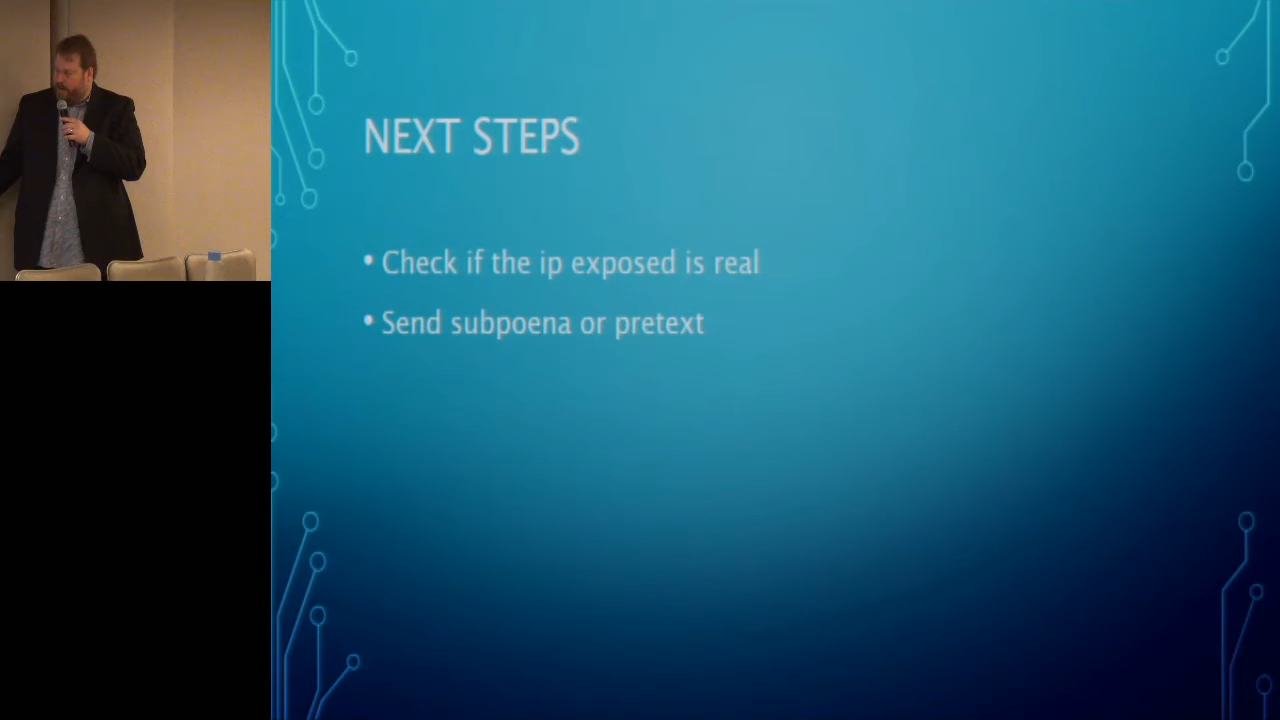 NEXT STEPS
• Check if the ip exposed is real
• Send subpoena or pretext